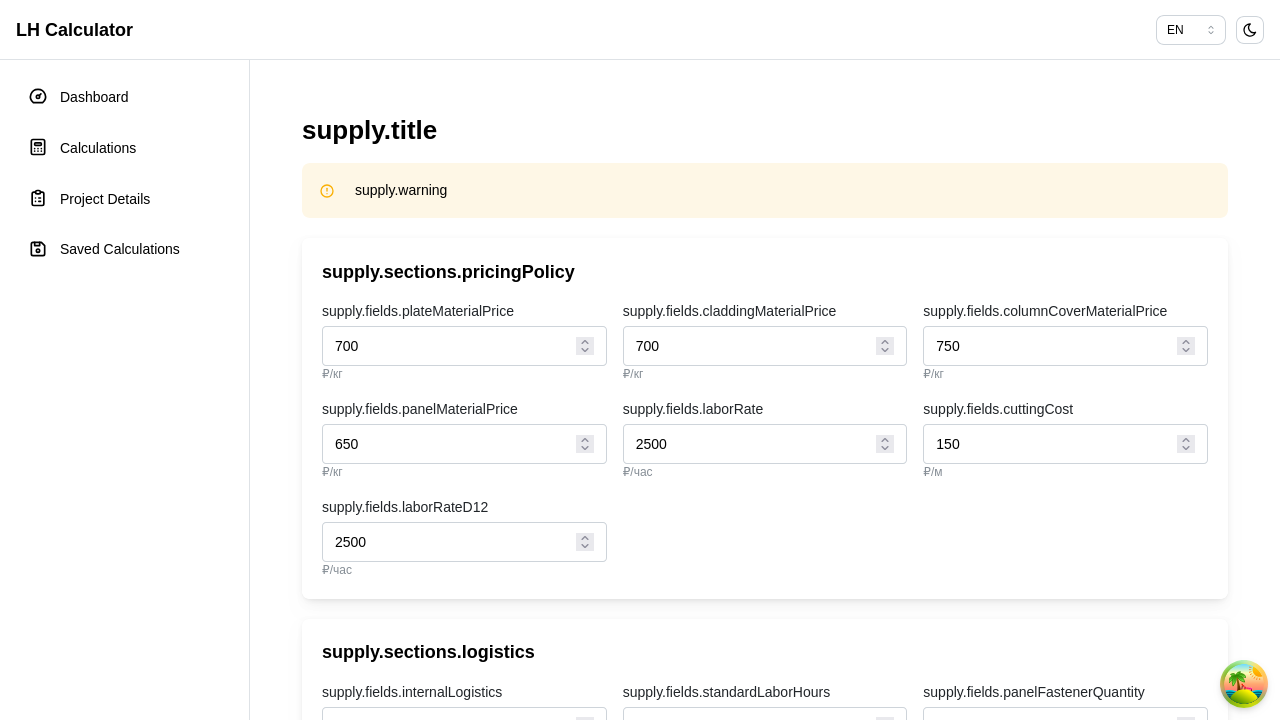 LH Calculator
EN
Dashboard
Calculations
Project Details
Saved Calculations
supply.title
supply.warning
supply.sections.pricingPolicy
supply.fields.plateMaterialPrice
supply.fields.claddingMaterialPrice
supply.fields.columnCoverMaterialPrice
700
700
750
₽/кг
₽/кг
₽/кг
supply.fields.panelMaterialPrice
supply.fields.laborRate
supply.fields.cuttingCost
650
2500
150
₽/кг
₽/час
₽/м
supply.fields.laborRateD12
2500
₽/час
supply.sections.logistics
supply.fields.internalLogistics
supply.fields.standardLaborHours
supply.fields.panelFastenerQuantity